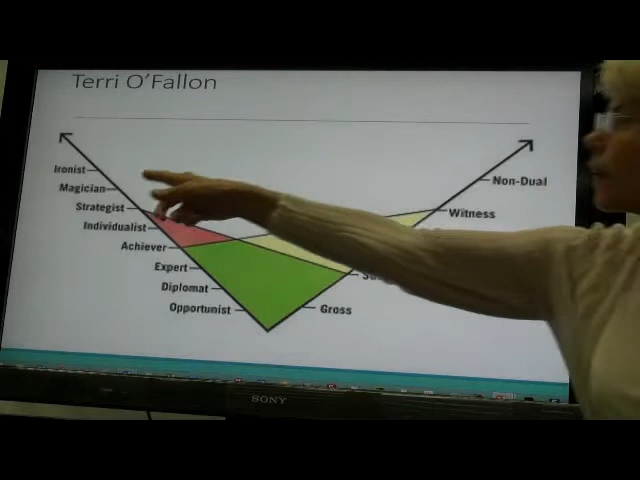 Terri O'Fallon
Ironist
Magician
Strategist
Individualist
Achiever
Expert
Diplomat
Opportunist
Non-Dual
Witness
Gross
SONY